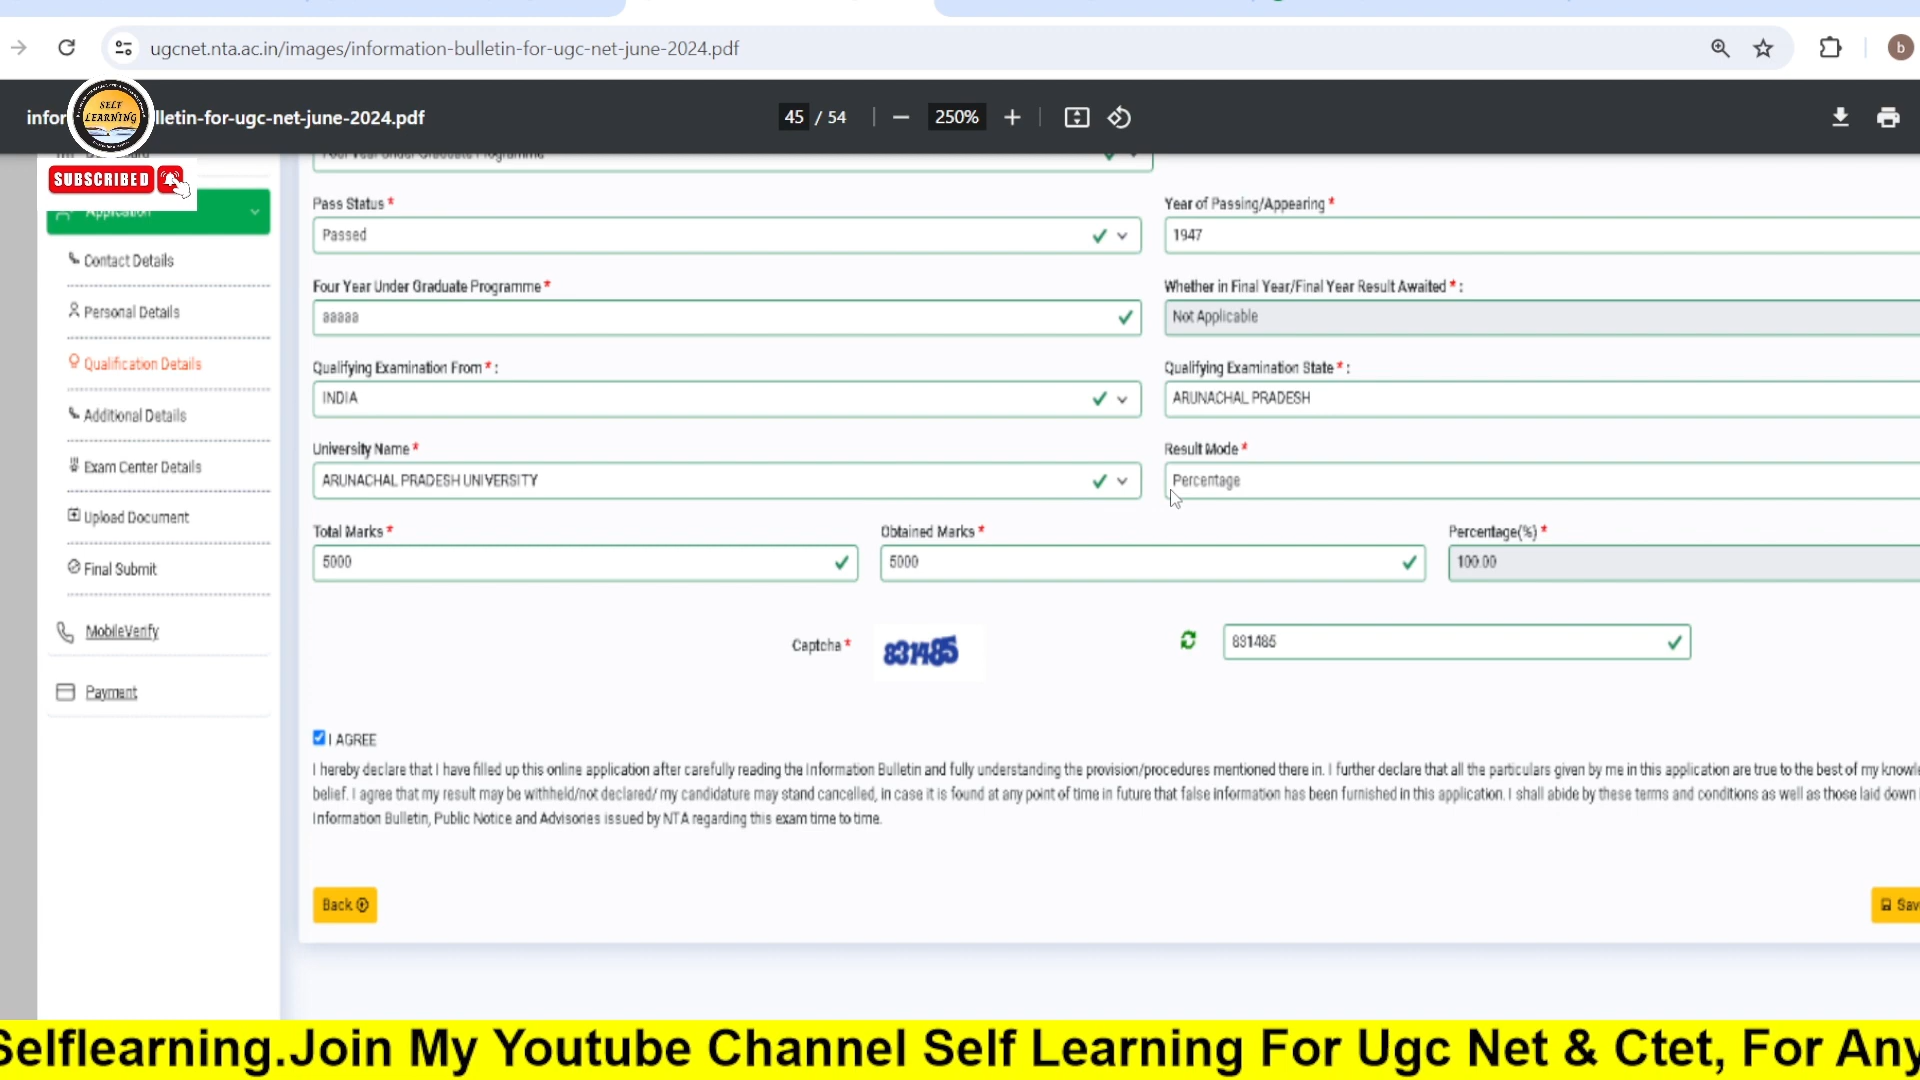 ugcnet.nta.ac.in/images/information-bulletin-for-ugc-net-june-2024.pdf
b
infor
lletin-for-ugc-net-june-2024.pdf
45 / 54
250%
SELF
LEARNING
SUBSCRIBED
Four Year Under Graduate Programme
Application
Pass Status *
Year of Passing/Appearing *
Passed
1947
Contact Details
Four Year Under Graduate Programme *
Whether in Final Year/Final Year Result Awaited * :
Personal Details
aaaaa
Not Applicable
Qualification Details
Qualifying Examination From * :
Qualifying Examination State * :
INDIA
ARUNACHAL PRADESH
Additional Details
University Name *
Result Mode *
Exam Center Details
ARUNACHAL PRADESH UNIVERSITY
Percentage
Upload Document
Total Marks *
Obtained Marks *
Percentage(%) *
5000
5000
100.00
Final Submit
MobileVerify
Captcha *
831485
831485
Payment
I AGREE
I hereby declare that I have filled up this online application after carefully reading the Information Bulletin and fully understanding the provision/procedures mentioned there in. I further declare that all the particulars given by me in this application are true to the best of my knowle
belief. I agree that my result may be withheld/not declared/ my candidature may stand cancelled, in case it is found at any point of time in future that false information has been furnished in this application. I shall abide by these terms and conditions as well as those laid down
Information Bulletin, Public Notice and Advisories issued by NTA regarding this exam time to time.
Back
Sav
Selflearning.Join My Youtube Channel Self Learning For Ugc Net & Ctet, For Any